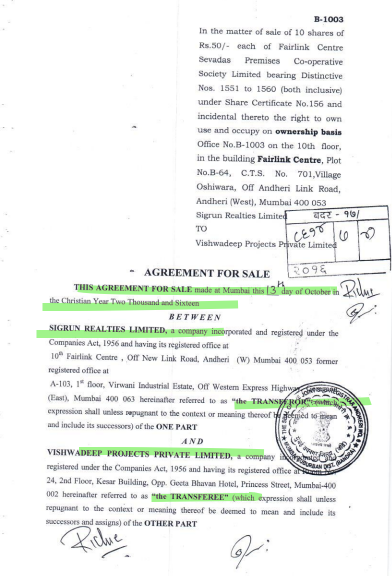 B-1003
In the matter of sale of 10 shares of
Rs.50/- each of Fairlink Centre
Sevadas Premises Co-operative
Society Limited bearing Distinctive
Nos. 1551 to 1560 (both inclusive)
under Share Certificate No.156 and
incidental thereto the right to own
use and occupy on ownership basis
Office No.B-1003 on the 10th floor,
in the building Fairlink Centre, Plot
No.B-64, C.T.S. No. 701,Village
Oshiwara, Off Andheri Link Road,
Andheri (West), Mumbai 400 053
Sigrun Realties Limited
बदर - १७/
TO
Vishwadeep Projects Private Limited
२०१६
AGREEMENT FOR SALE
THIS AGREEMENT FOR SALE made at Mumbai this 13th day of October in
the Christian Year Two Thousand and Sixteen
BETWEEN
SIGRUN REALTIES LIMITED, a company incorporated and registered under the
Companies Act, 1956 and having its registered office at
10th Fairlink Centre , Off New Link Road, Andheri (W) Mumbai 400 053 former
registered office at
A-103, 1st floor, Virwani Industrial Estate, Off Western Express Highway
(East), Mumbai 400 063 hereinafter referred to as "the TRANSFEROR"
expression shall unless repugnant to the context or meaning thereof be deemed to mean
and include its successors) of the ONE PART
AND
VISHWADEEP PROJECTS PRIVATE LIMITED, a company incorporated and
registered under the Companies Act, 1956 and having its registered office at
24, 2nd Floor, Kesar Building, Opp. Geeta Bhavan Hotel, Princess Street, Mumbai-400
002 hereinafter referred to as "the TRANSFEREE" (which expression shall unless
repugnant to the context or meaning thereof be deemed to mean and include its
successors and assigns) of the OTHER PART